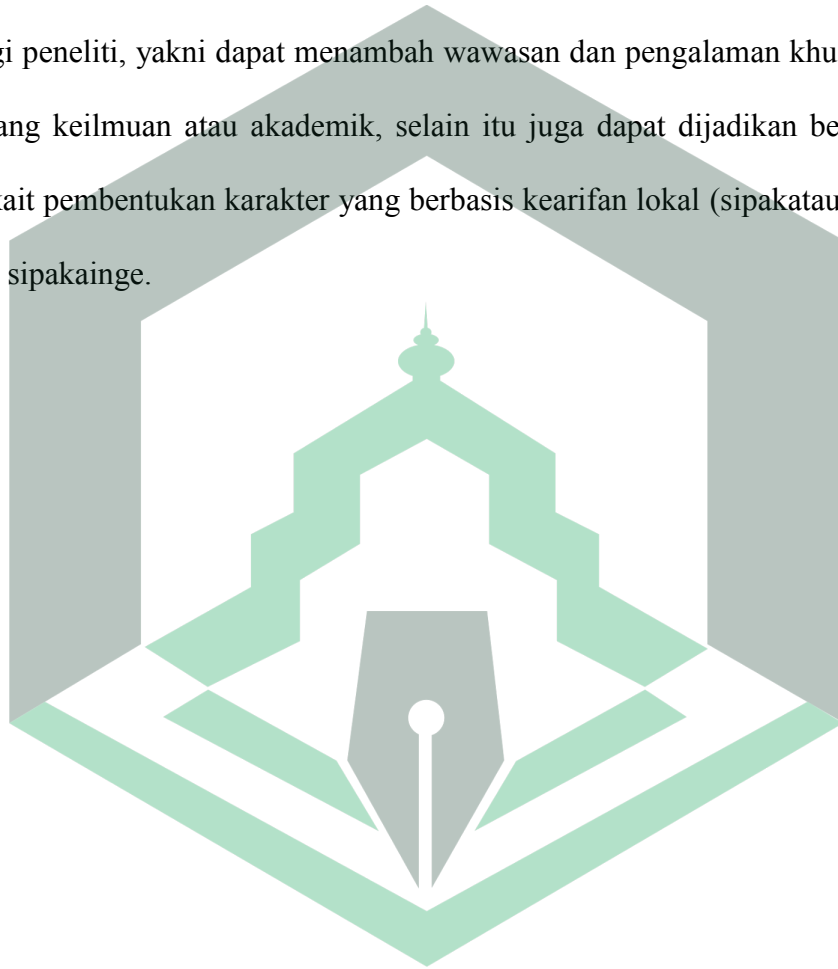 gi peneliti, yakni dapat menambah wawasan dan pengalaman khu
ang keilmuan atau akademik, selain itu juga dapat dijadikan be
kait pembentukan karakter yang berbasis kearifan lokal (sipakatau
sipakainge.